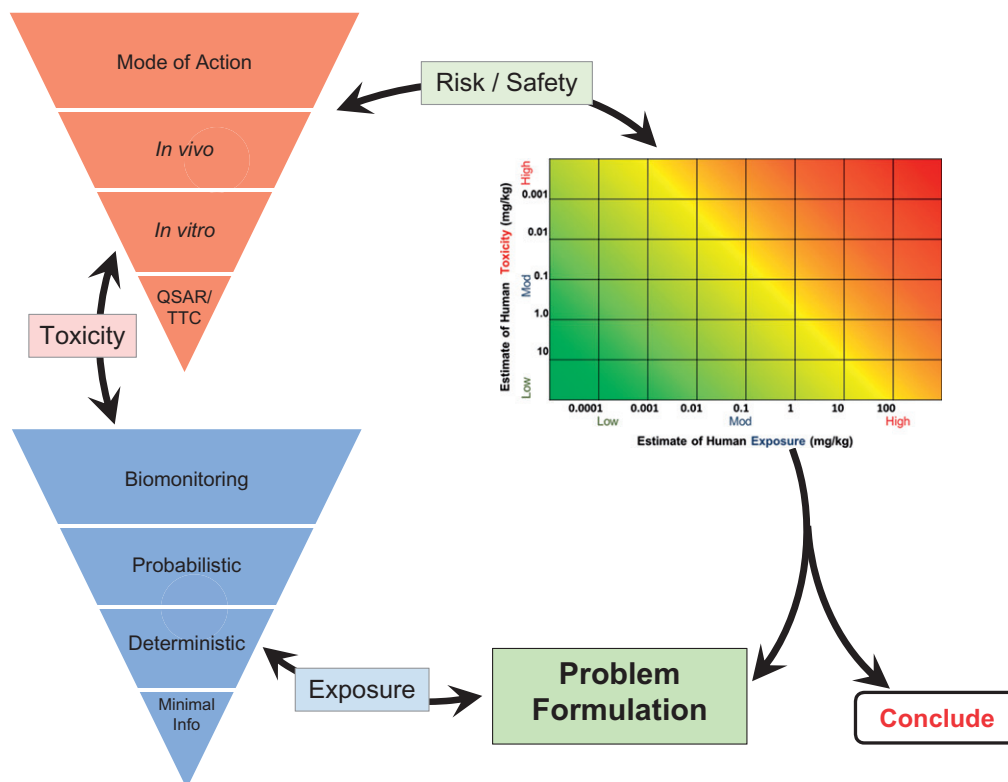 Mode of Action
In vivo
In vitro
QSAR/
TTC
Toxicity
Risk / Safety
Estimate of Human Toxicity (mg/kg)
High
Mod
Low
0.001
0.01
0.1
1.0
10
0.0001 0.001 0.01 0.1 1 10 100
Low Mod High
Estimate of Human Exposure (mg/kg)
Biomonitoring
Probabilistic
Deterministic
Minimal
Info
Exposure
Problem
Formulation
Conclude